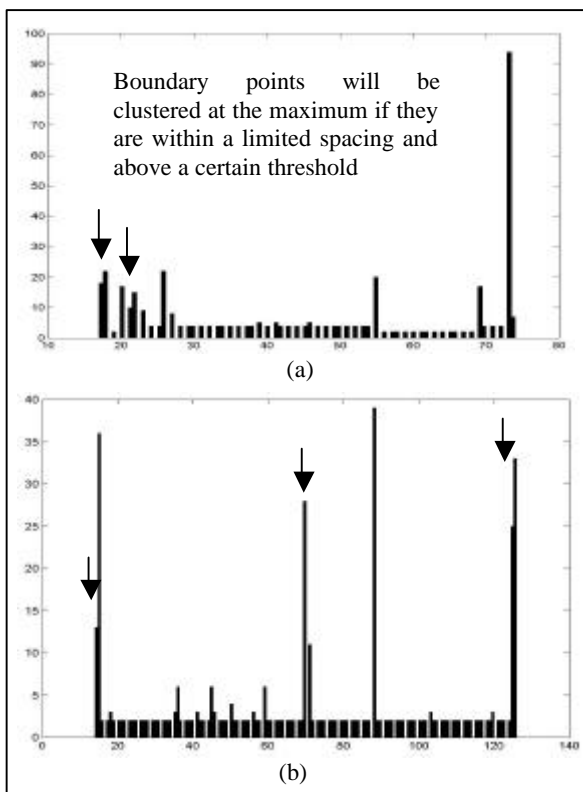 100
90
80
70
60
50
40
30
20
10
0
Boundary points will be
clustered at the maximum if they
are within a limited spacing and
above a certain threshold
10 20 30 40 50 60 70 80
(a)
40
35
30
25
20
15
10
5
0
0 20 40 60 80 100 120 140
(b)